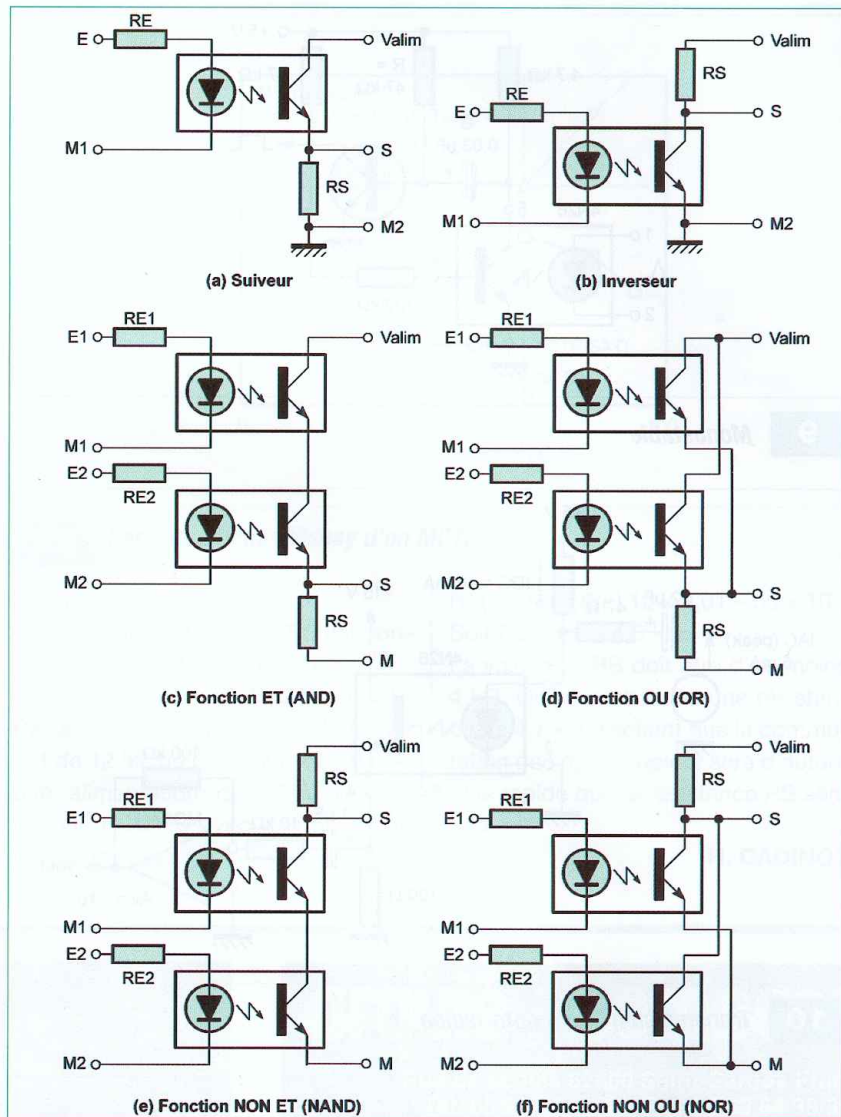 RE
E
Valim
M1
S
RS
M2
(a) Suiveur
Valim
RS
RE
E
S
M1
M2
(b) Inverseur
RE1
E1
Valim
M1
E2
RE2
M2
S
RS
M
(c) Fonction ET (AND)
RE1
E1
Valim
M1
E2
RE2
M2
S
RS
M
(d) Fonction OU (OR)
Valim
RS
RE1
E1
S
M1
E2
RE2
M2
M
(e) Fonction NON ET (NAND)
Valim
RS
RE1
E1
S
M1
E2
RE2
M2
M
(f) Fonction NON OU (NOR)